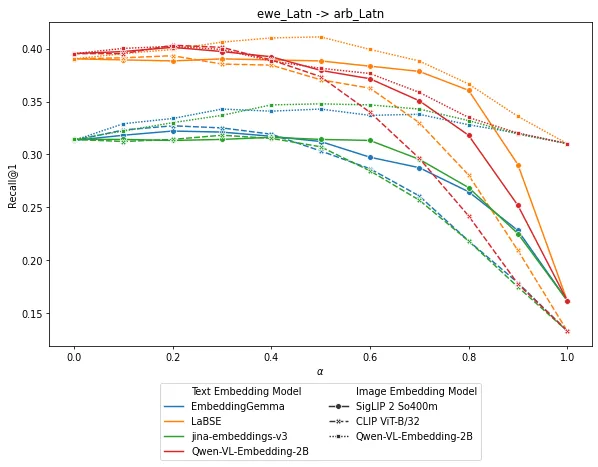 ewe_Latn -> arb_Latn
Recall@1
0.40
0.35
0.30
0.25
0.20
0.15
0.0
0.2
0.4
0.6
0.8
1.0
α
Text Embedding Model
EmbeddingGemma
LaBSE
jina-embeddings-v3
Qwen-VL-Embedding-2B
Image Embedding Model
SigLIP 2 So400m
CLIP ViT-B/32
Qwen-VL-Embedding-2B